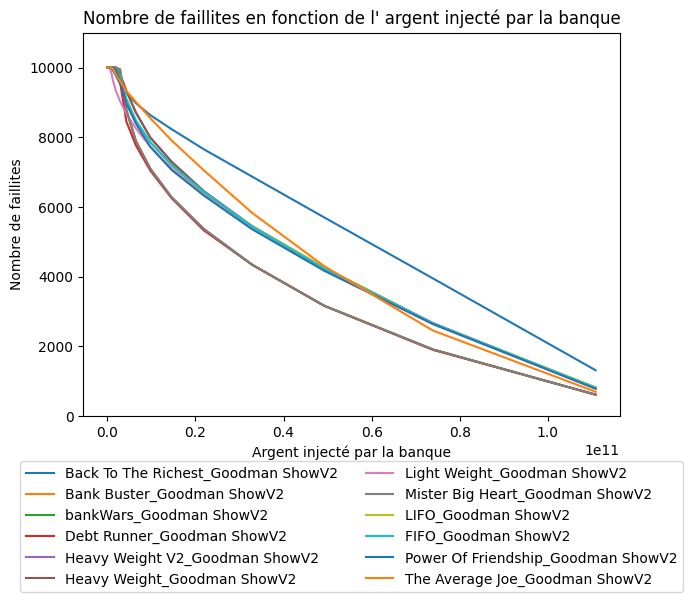 Nombre de faillites en fonction de l' argent injecté par la banque
Nombre de faillites
10000
8000
6000
4000
2000
0
0.0 0.2 0.4 0.6 0.8 1.0
1e11
Argent injecté par la banque
Back To The Richest_Goodman ShowV2
Bank Buster_Goodman ShowV2
bankWars_Goodman ShowV2
Debt Runner_Goodman ShowV2
Heavy Weight V2_Goodman ShowV2
Heavy Weight_Goodman ShowV2
Light Weight_Goodman ShowV2
Mister Big Heart_Goodman ShowV2
LIFO_Goodman ShowV2
FIFO_Goodman ShowV2
Power Of Friendship_Goodman ShowV2
The Average Joe_Goodman ShowV2